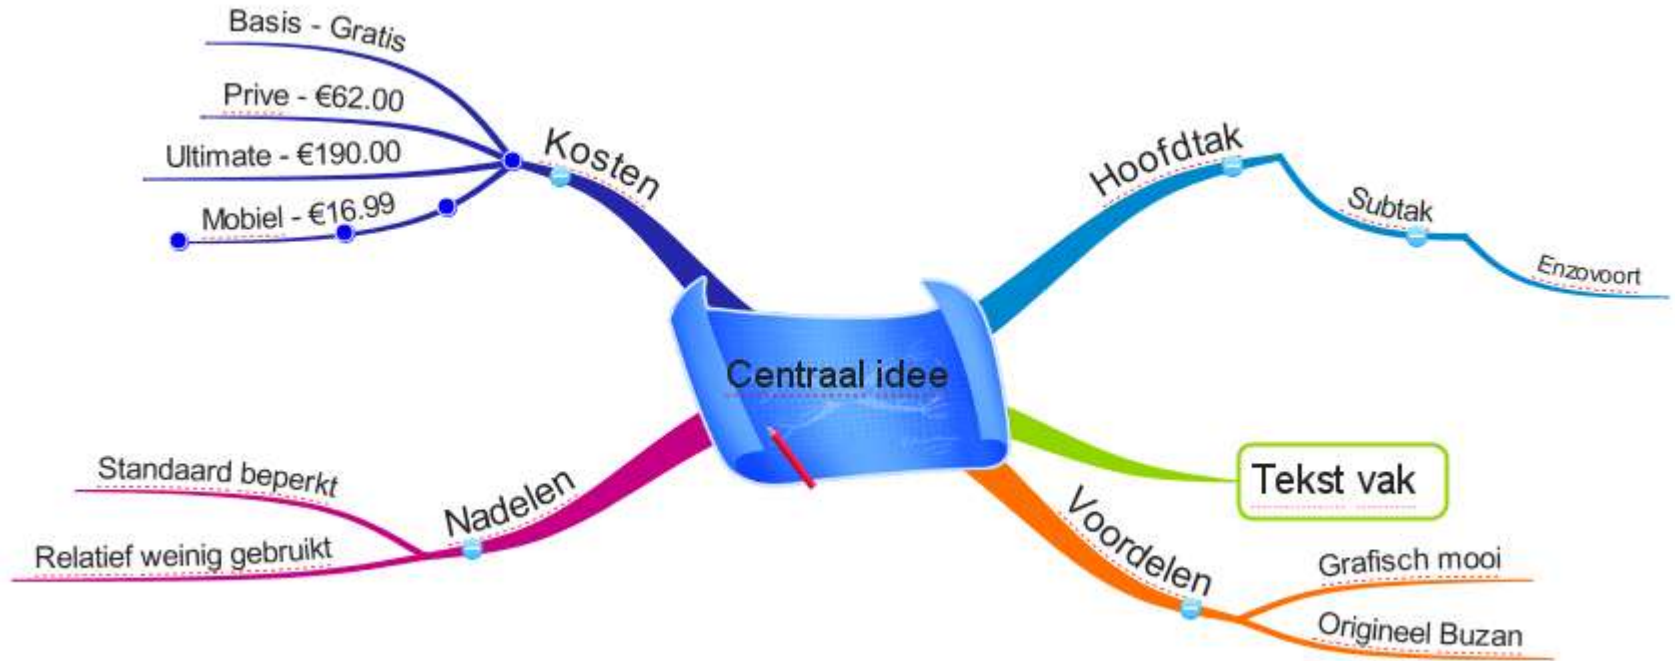 Basis - Gratis
Prive - €62.00
Ultimate - €190.00
Mobiel - €16.99
Kosten
Hoofdtak
Subtak
Enzovoort
Centraal idee
Standaard beperkt
Relatief weinig gebruikt
Nadelen
Tekst vak
Voordelen
Grafisch mooi
Origineel Buzan